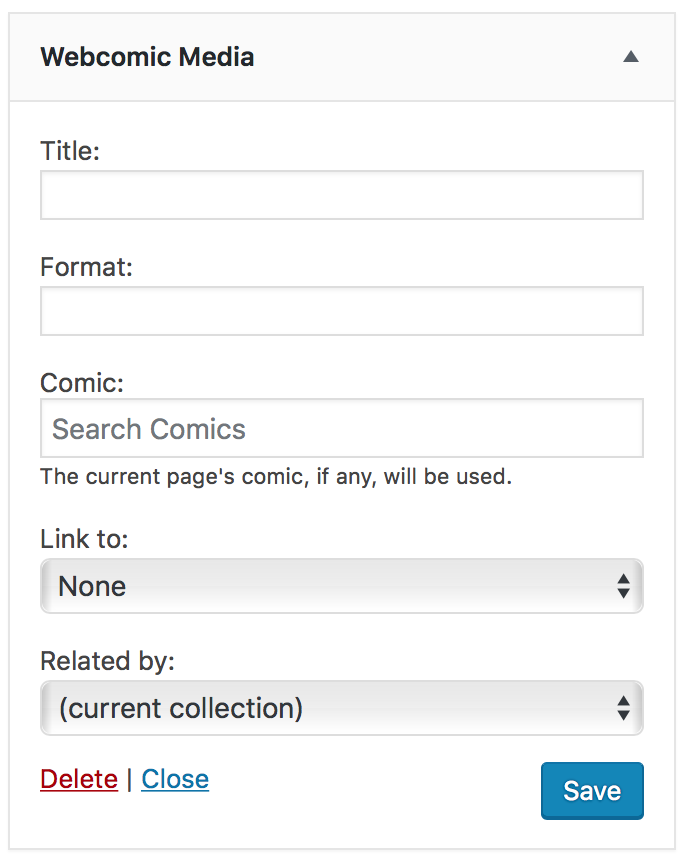 Webcomic Media
Title:
Format:
Comic:
Search Comics
The current page's comic, if any, will be used.
Link to:
None
Related by:
(current collection)
Delete | Close
Save